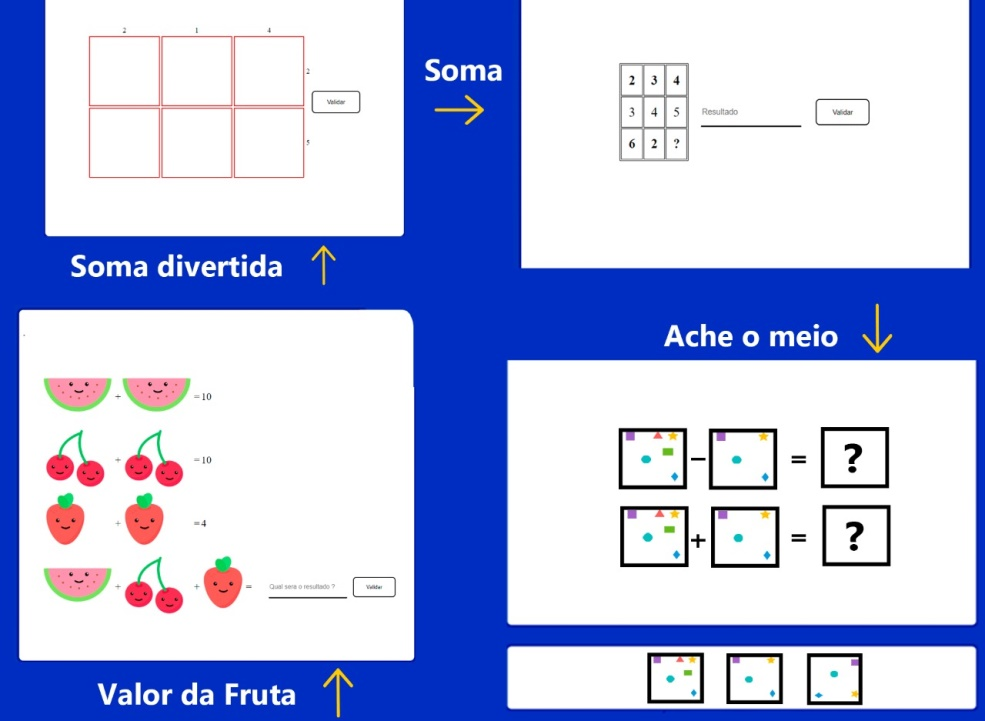 2 1 4
2
Validar
5
Soma divertida
Soma
2 3 4
3 4 5
6 2 ?
Resultado
Validar
+ = 10
+ = 10
+ = 4
+ + =
Qual sera o resultado ?
Validar
Valor da Fruta
Ache o meio
- = ?
+ = ?